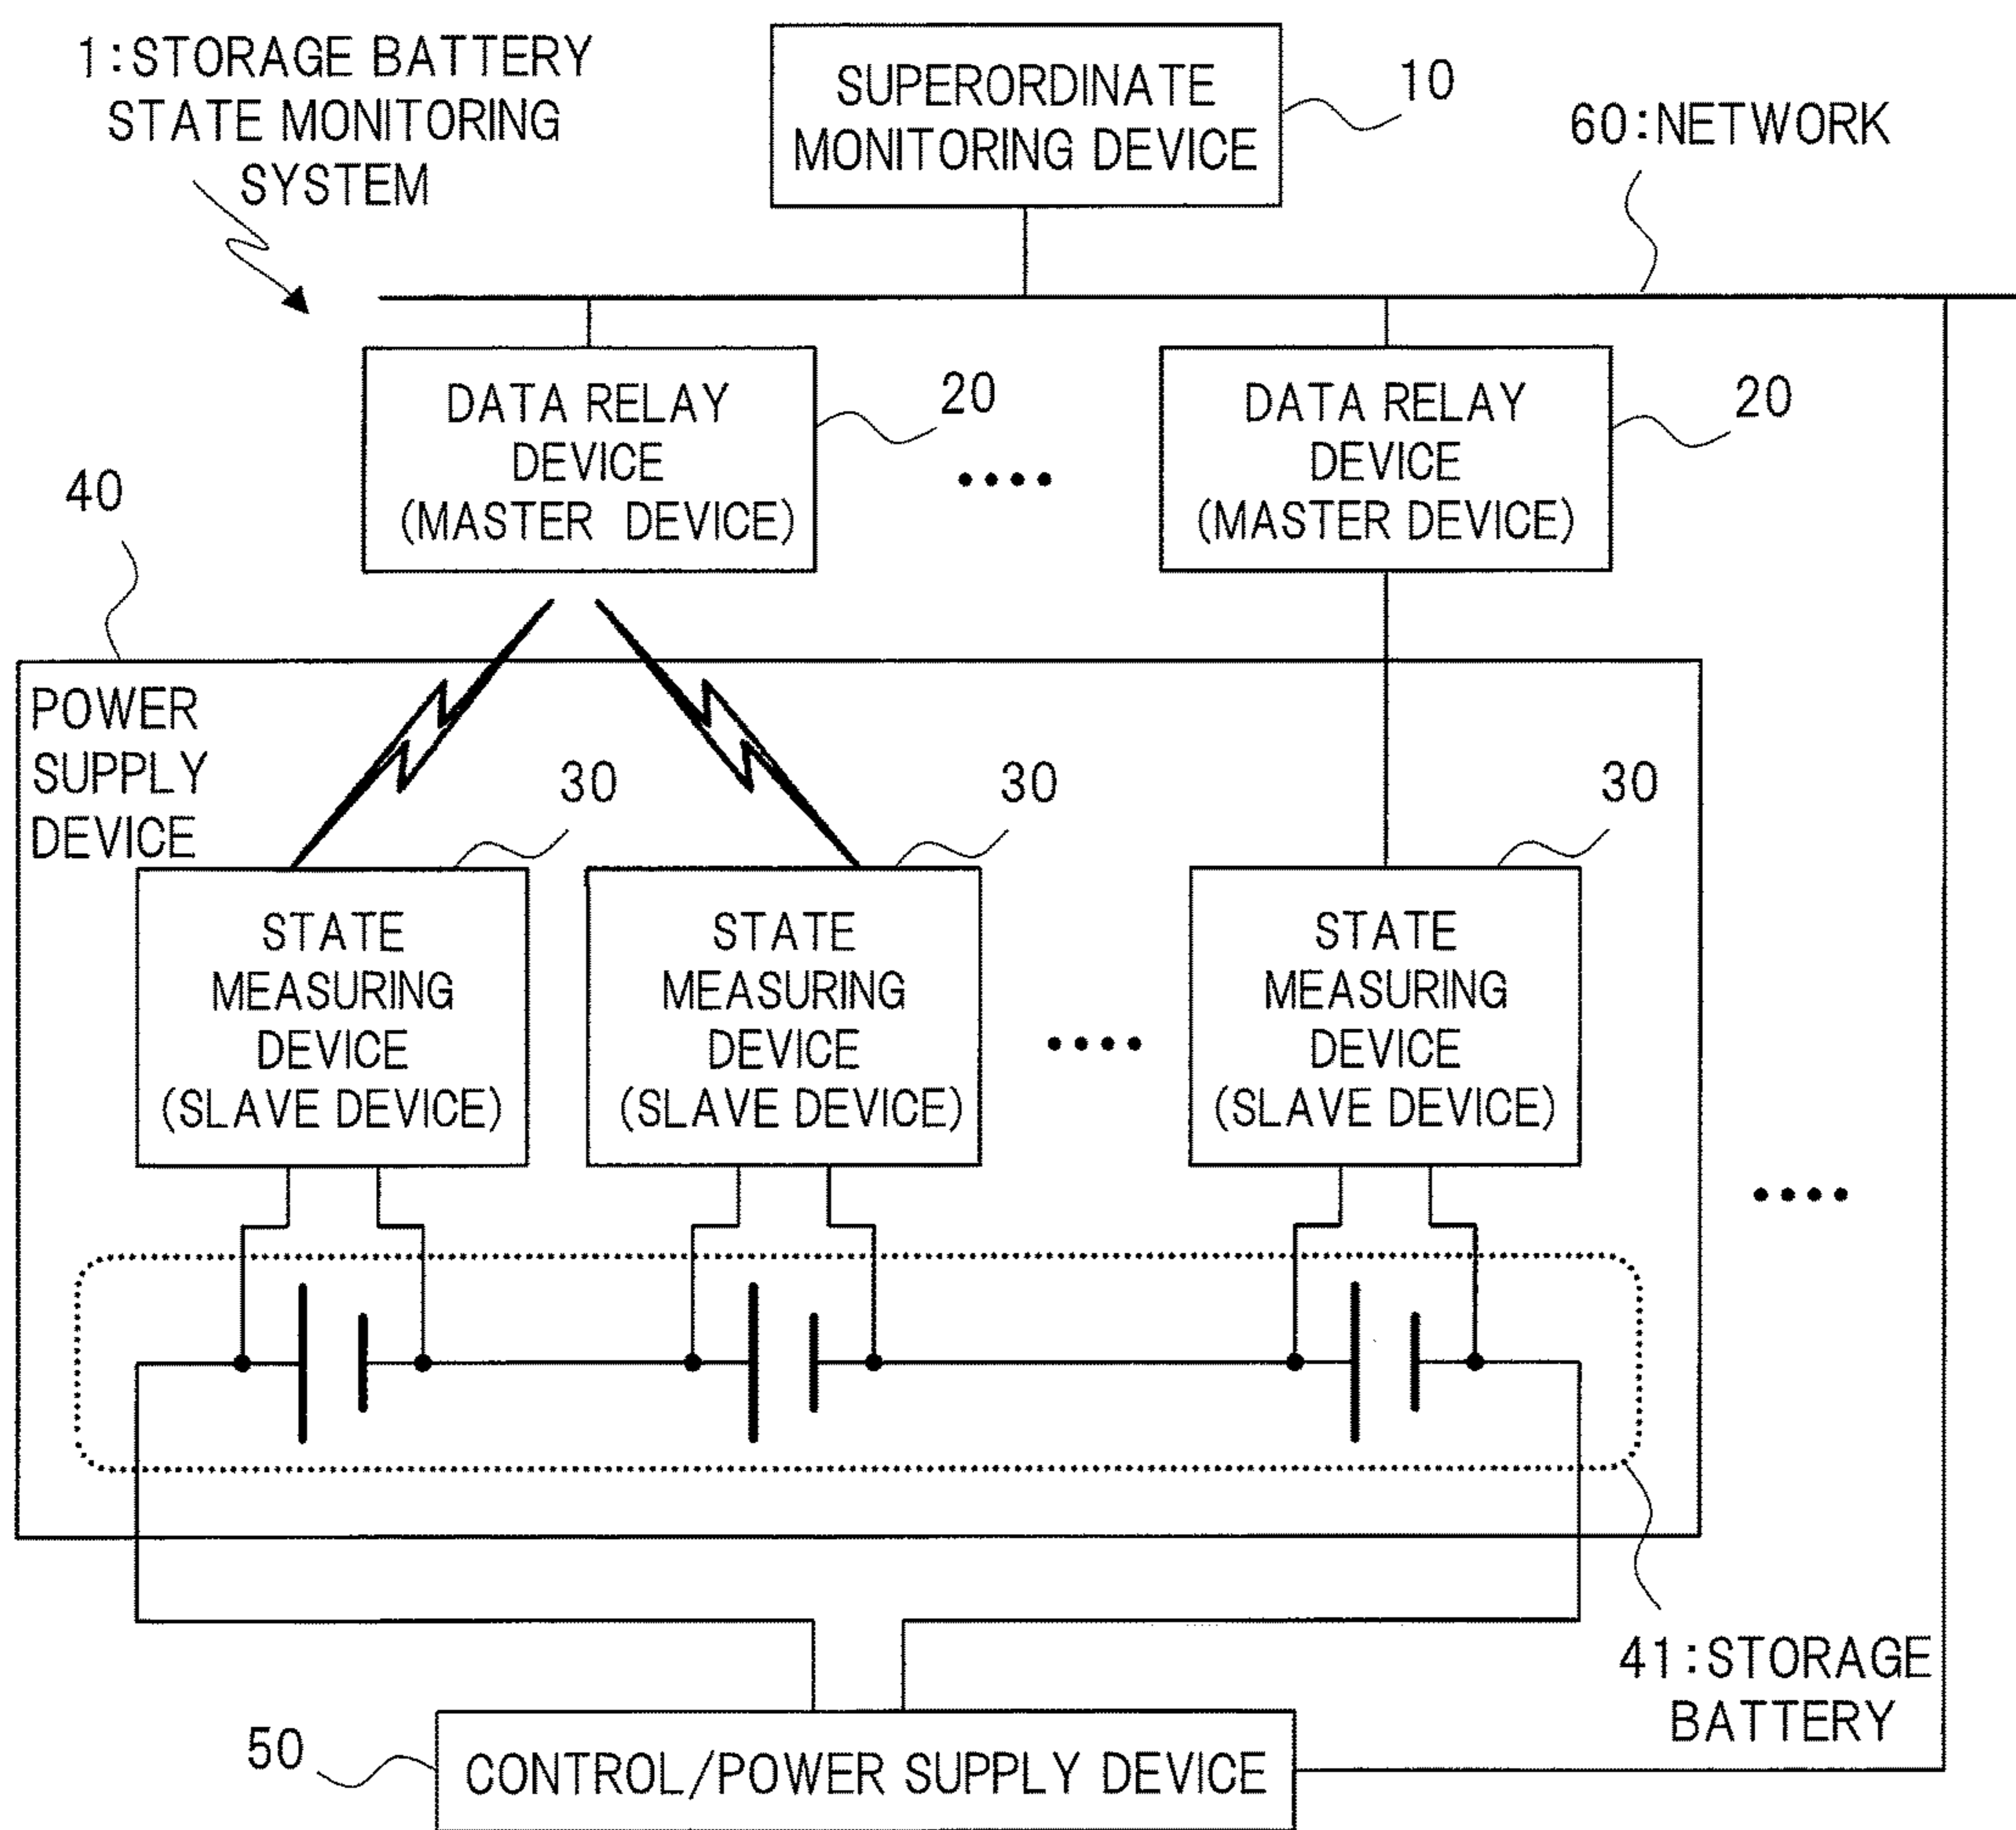 1:STORAGE BATTERY
STATE MONITORING
SYSTEM
SUPERORDINATE
MONITORING DEVICE
10
60:NETWORK
DATA RELAY
DEVICE
(MASTER DEVICE)
20
DATA RELAY
DEVICE
(MASTER DEVICE)
20
40
POWER
SUPPLY
DEVICE
30
30
30
STATE
MEASURING
DEVICE
(SLAVE DEVICE)
STATE
MEASURING
DEVICE
(SLAVE DEVICE)
STATE
MEASURING
DEVICE
(SLAVE DEVICE)
41:STORAGE
BATTERY
50
CONTROL/POWER SUPPLY DEVICE